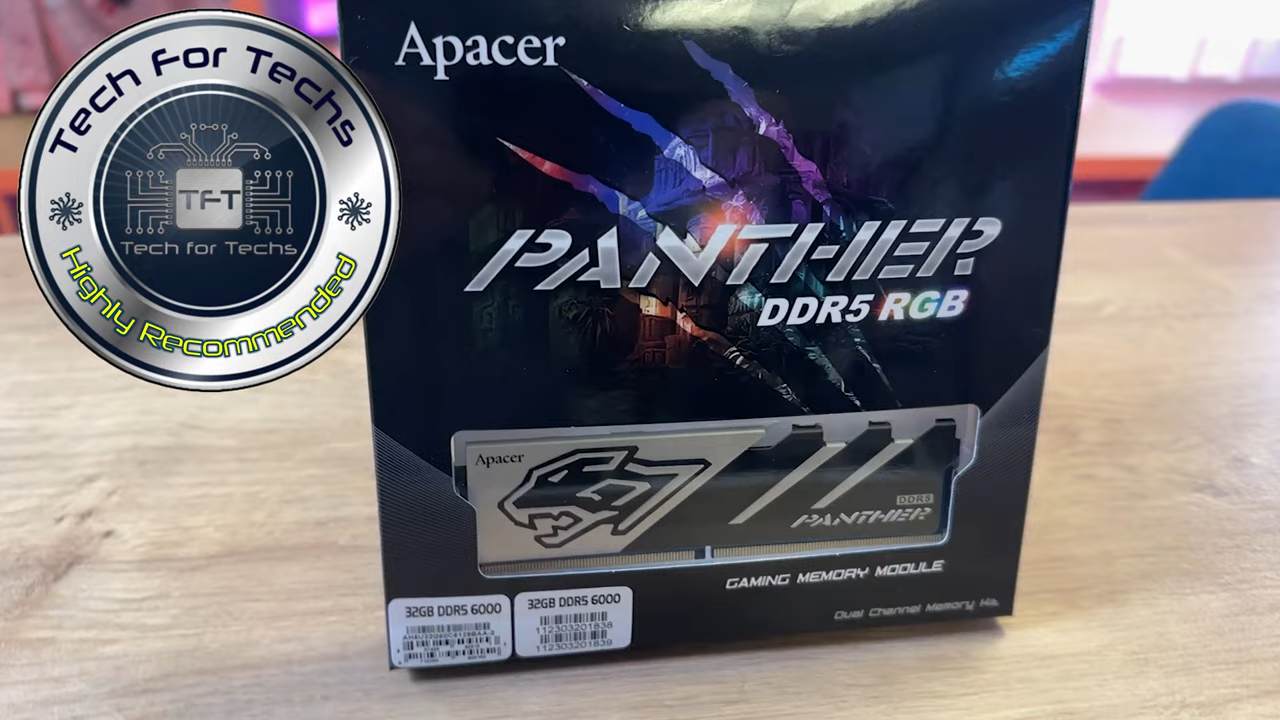 Tech For Techs
TFT
Tech for Techs
Highly Recommended
Apacer
PANTHER
DDR5 RGB
Apacer
DDR5
PANTHER
GAMING MEMORY MODULE
Dual Channel Memory Kit
32GB DDR5 6000
32GB DDR5 6000
112303201838
112303201839